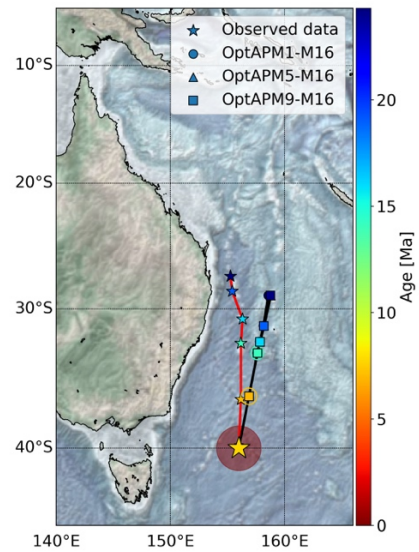 Observed data
OptAPM1-M16
OptAPM5-M16
OptAPM9-M16
10°S
20°S
30°S
40°S
140°E
150°E
160°E
20
15
10
5
0
Age [Ma]